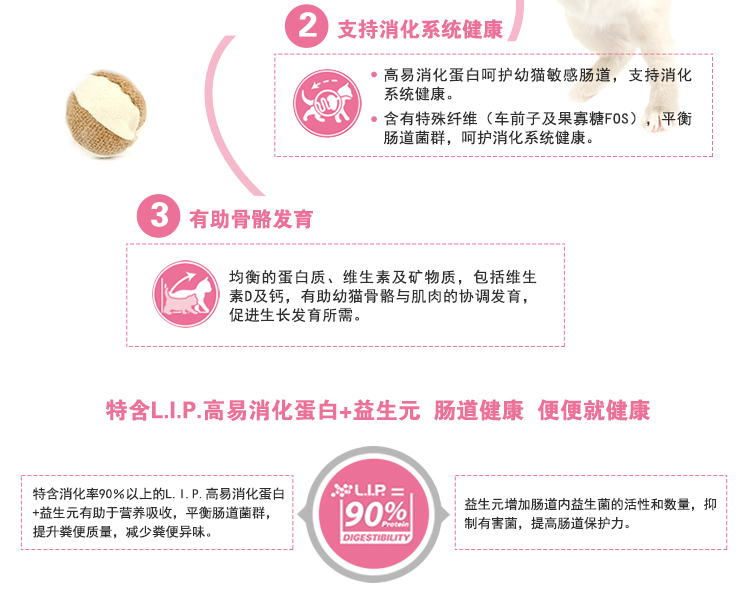 2 支持消化系统健康
• 高易消化蛋白呵护幼猫敏感肠道，支持消化
系统健康。
• 含有特殊纤维（车前子及果寡糖FOS），平衡
肠道菌群，呵护消化系统健康。
3 有助骨骼发育
均衡的蛋白质、维生素及矿物质，包括维生
素D及钙，有助幼猫骨骼与肌肉的协调发育，
促进生长发育所需。
特含L.I.P.高易消化蛋白+益生元 肠道健康 便便就健康
特含消化率90%以上的L.I.P.高易消化蛋白
+益生元有助于营养吸收，平衡肠道菌群，
提升粪便质量，减少粪便异味。
L.I.P. =
90%
Protein
DIGESTIBILITY
益生元增加肠道内益生菌的活性和数量，抑
制有害菌，提高肠道保护力。